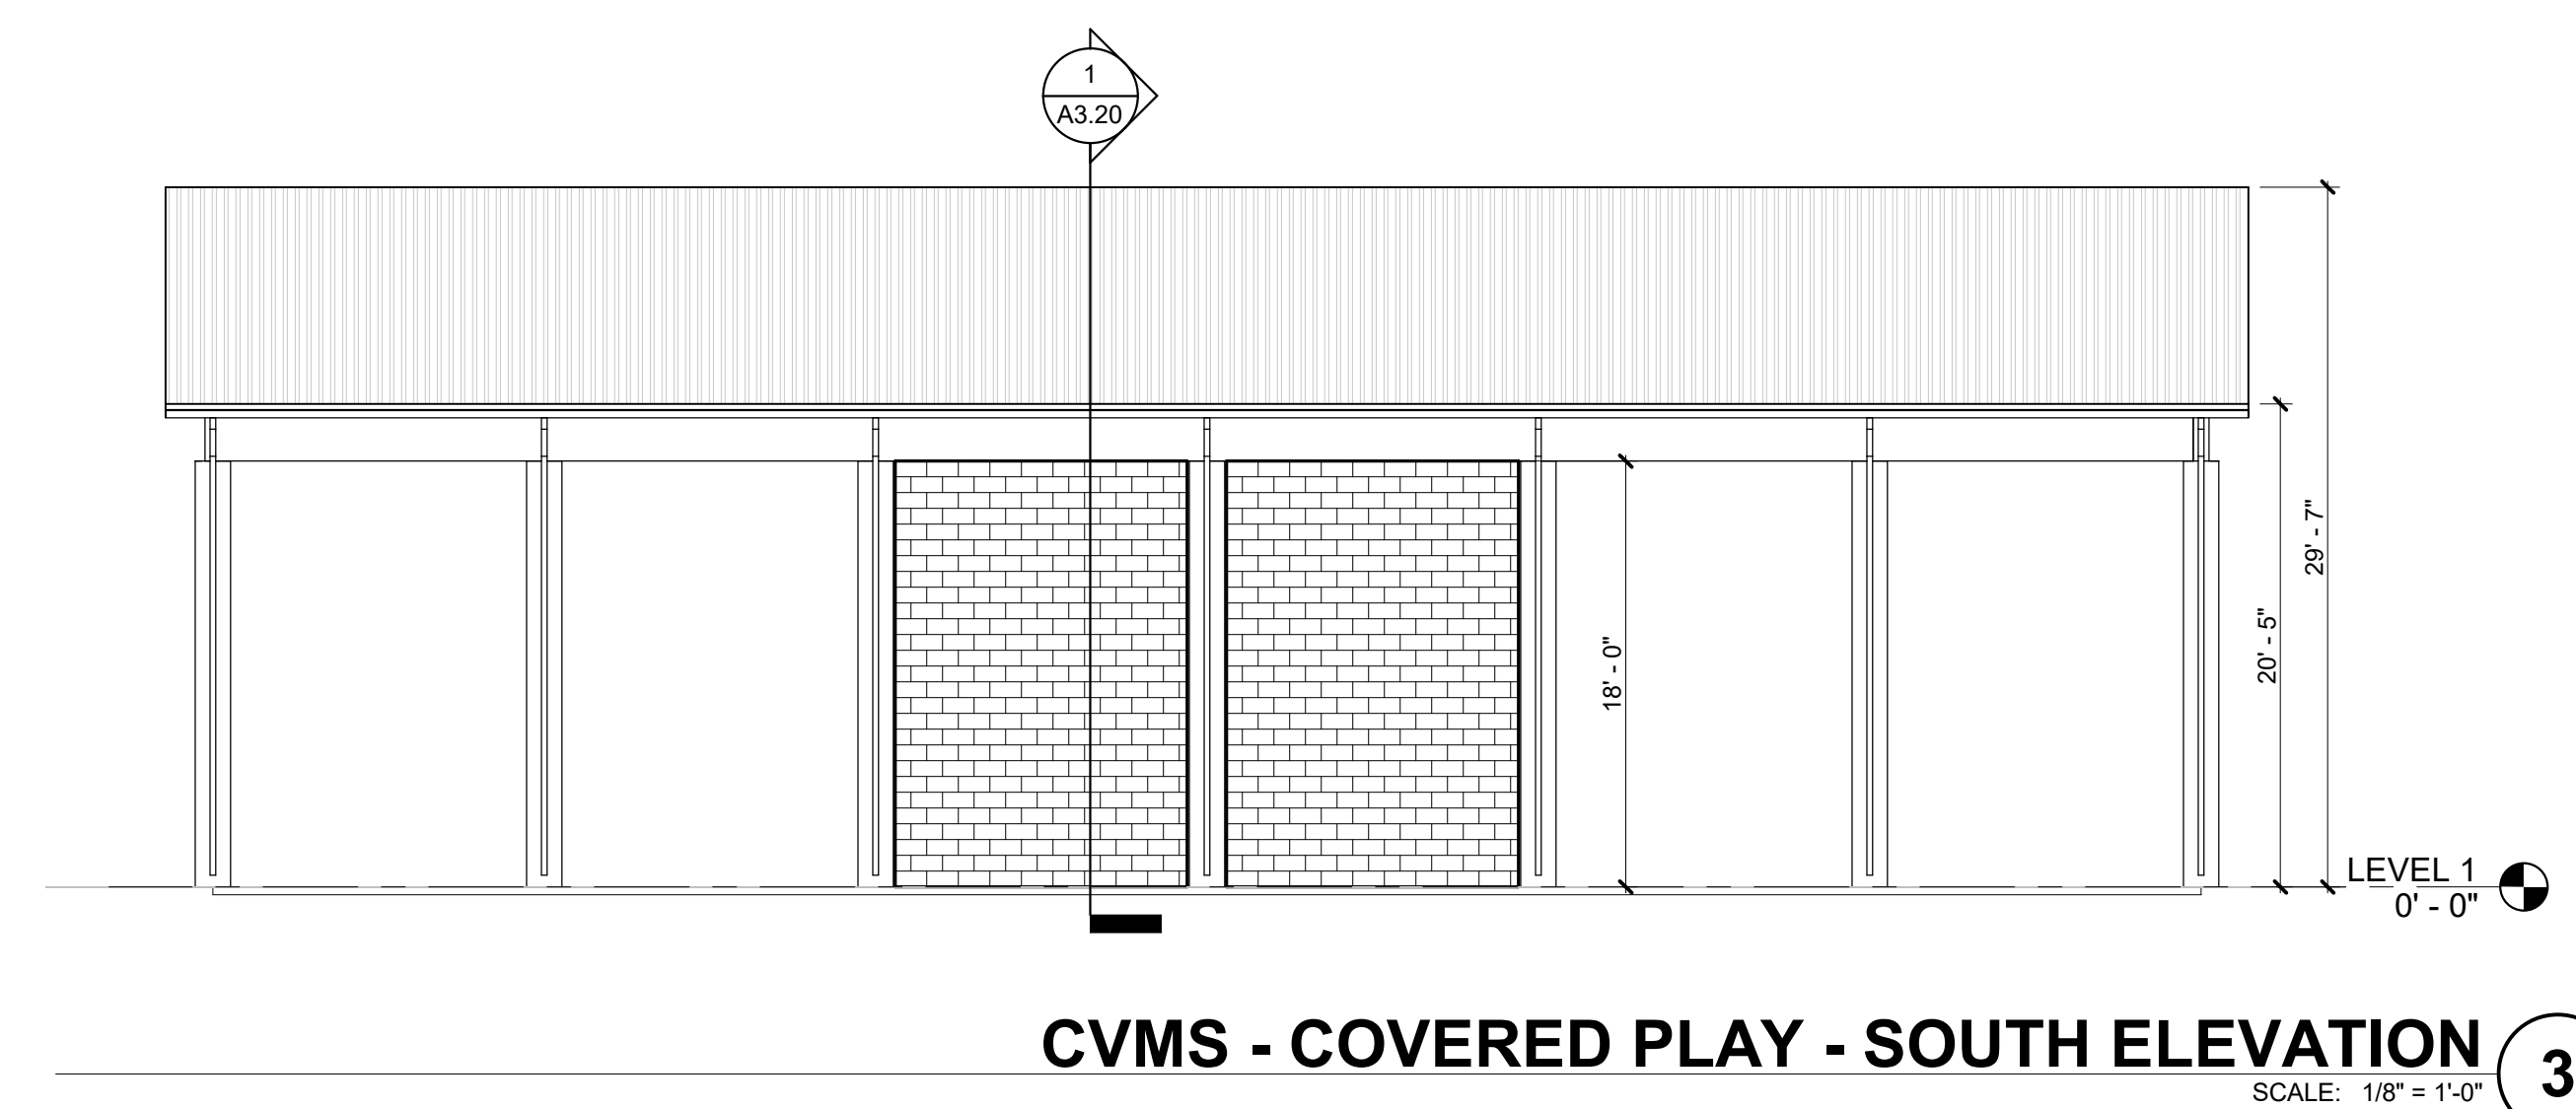 1
A3.20
29' - 7"
20' - 5"
18' - 0"
LEVEL 1
0' - 0"
CVMS - COVERED PLAY - SOUTH ELEVATION
3
SCALE: 1/8" = 1'-0"